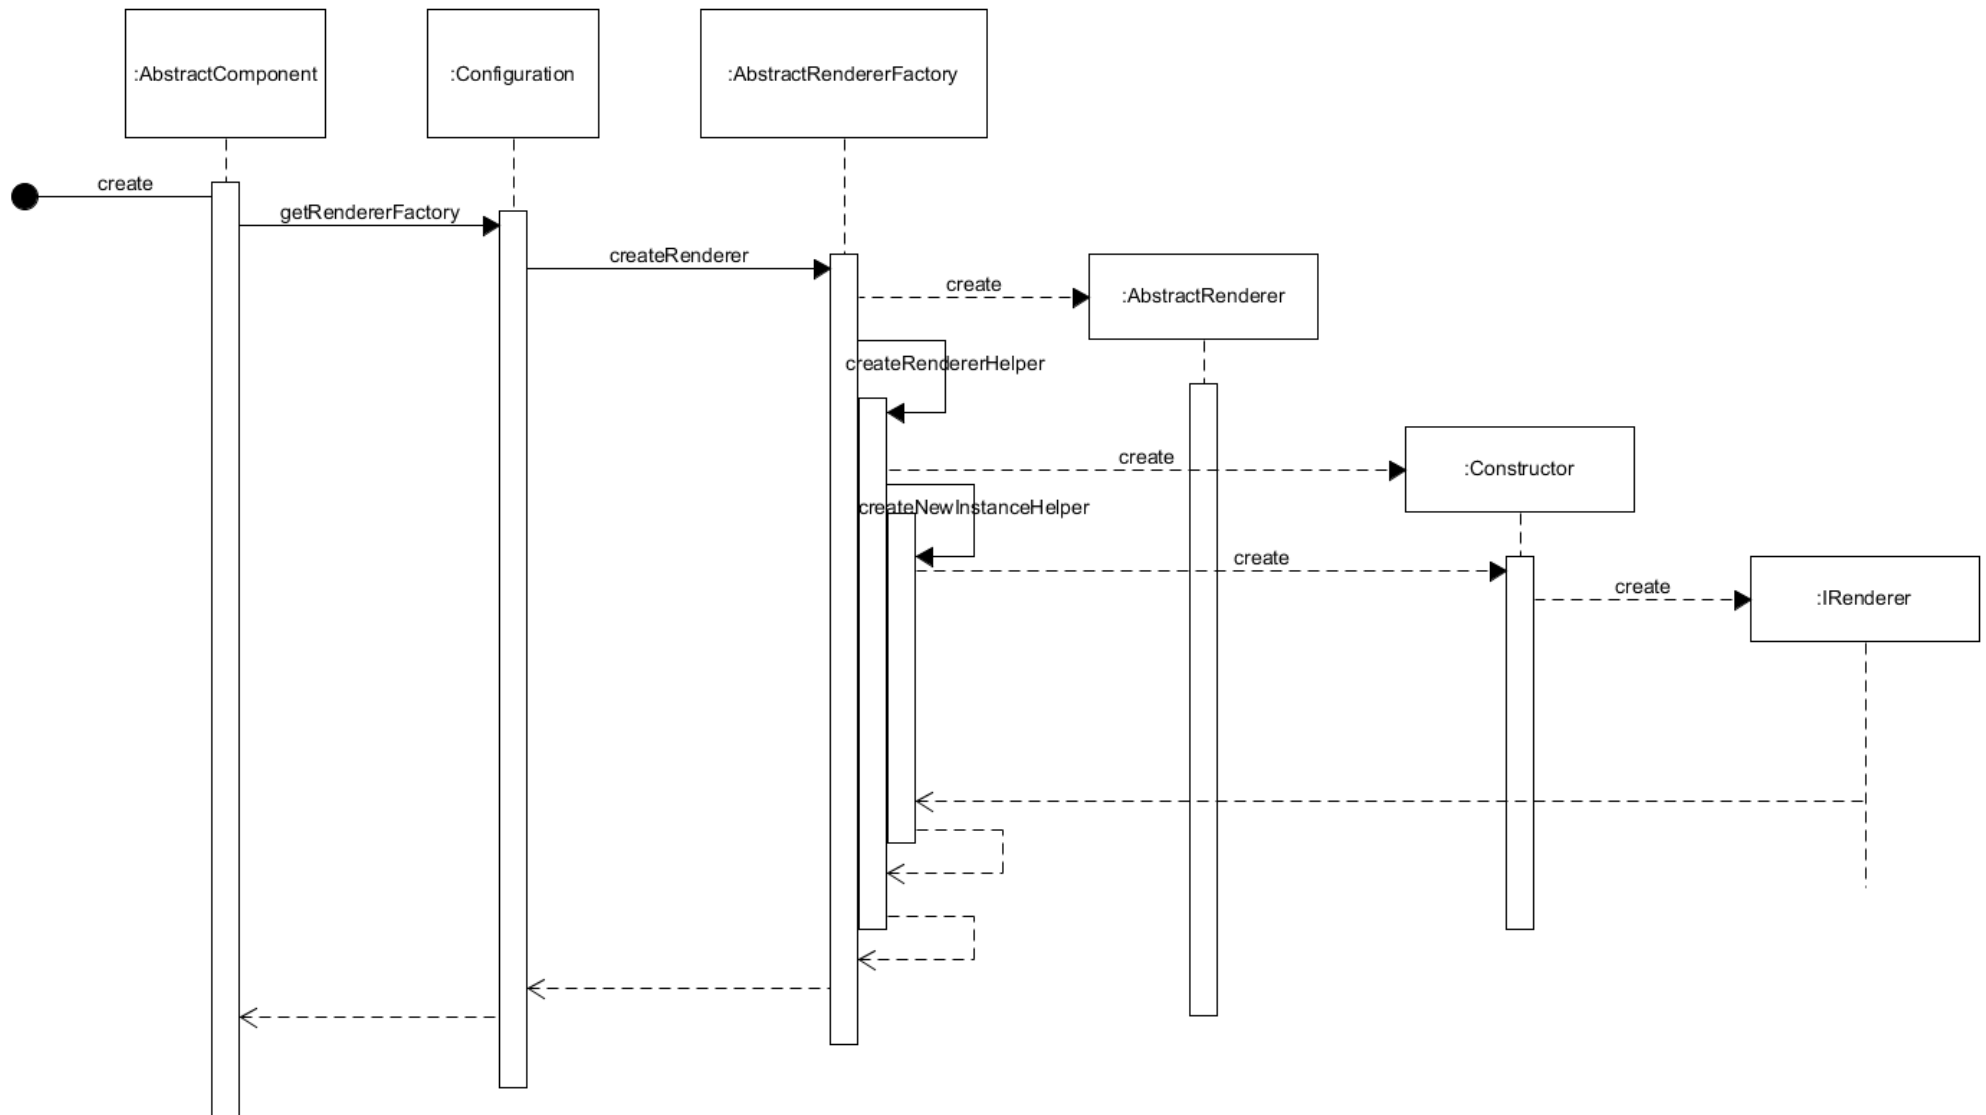 :AbstractComponent
:Configuration
:AbstractRendererFactory
create
getRendererFactory
createRenderer
create
:AbstractRenderer
createRendererHelper
create
:Constructor
createNewInstanceHelper
create
create
:IRenderer